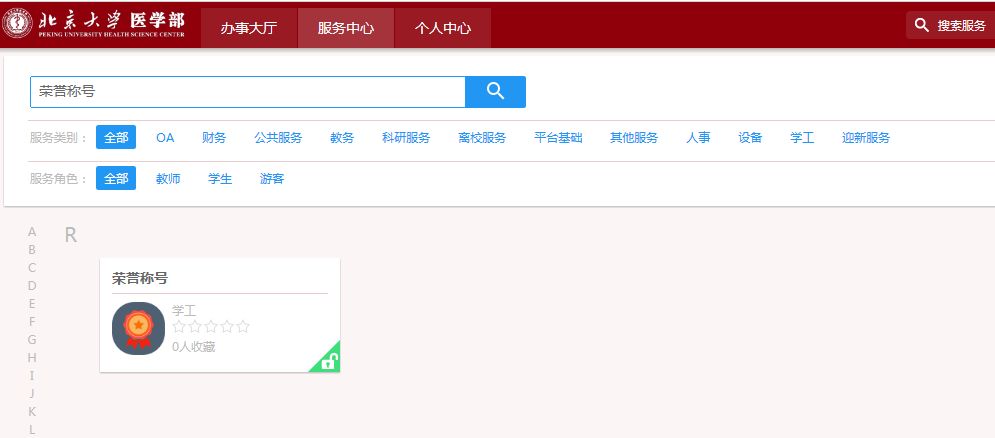 北京大学医学部
PEKING UNIVERSITY HEALTH SCIENCE CENTER
办事大厅 服务中心 个人中心 搜索服务
荣誉称号
服务类别： 全部 OA 财务 公共服务 教务 科研服务 离校服务 平台基础 其他服务 人事 设备 学工 迎新服务
服务角色： 全部 教师 学生 游客
A
B
C
D
E
F
G
H
I
J
K
L
R
荣誉称号
学工
0人收藏